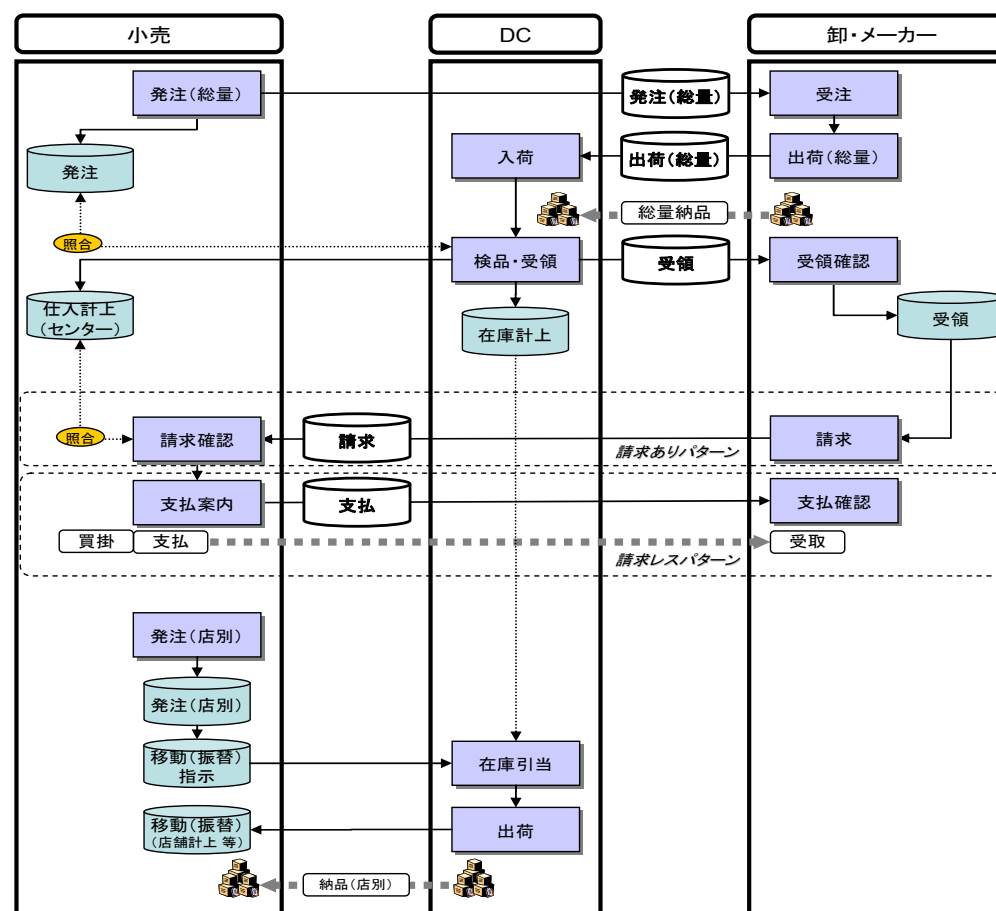 小売
DC
卸・メーカー
発注（総量）
発注（総量）
受注
発注
入荷
出荷（総量）
出荷（総量）
総量納品
照合
検品・受領
受領
受領確認
仕入計上
（センター）
在庫計上
受領
照合
請求確認
請求
請求
請求ありパターン
支払案内
支払
支払確認
買掛
支払
受取
請求レスパターン
発注（店別）
発注（店別）
移動（振替）
指示
在庫引当
移動（振替）
（店舗計上 等）
出荷
納品（店別）